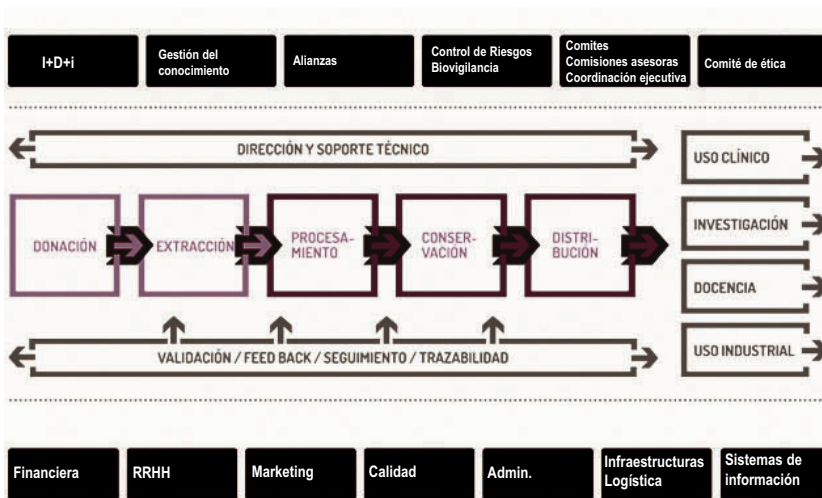 I+D+i
Gestión del
conocimiento
Alianzas
Control de Riesgos
Biovigilancia
Comites
Comisiones asesoras
Coordinación ejecutiva
Comité de ética
DIRECCIÓN Y SOPORTE TÉCNICO
USO CLÍNICO
DONACIÓN
EXTRACCIÓN
PROCESA-
MIENTO
CONSER-
VACIÓN
DISTRI-
BUCIÓN
INVESTIGACIÓN
DOCENCIA
VALIDACIÓN / FEED BACK / SEGUIMIENTO / TRAZABILIDAD
USO INDUSTRIAL
Financiera
RRHH
Marketing
Calidad
Admin.
Infraestructuras
Logística
Sistemas de
información